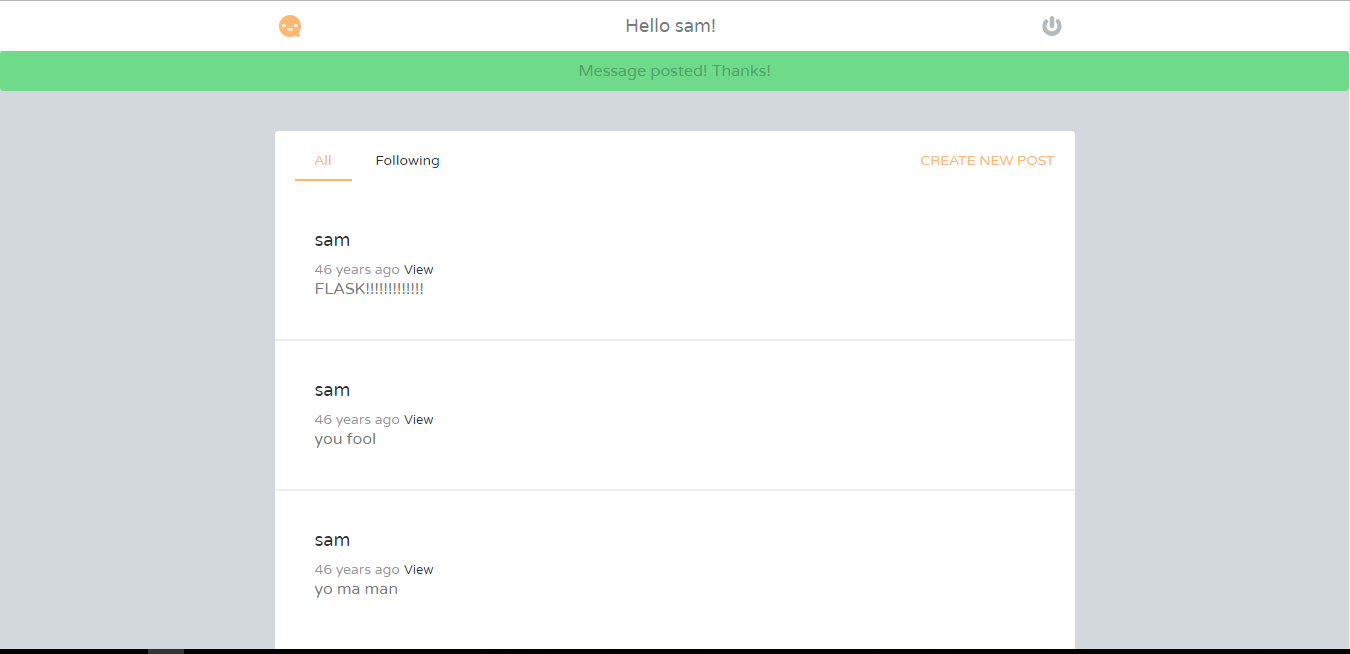 Hello sam!
Message posted! Thanks!
All Following CREATE NEW POST
sam
46 years ago View
FLASK!!!!!!!!!!!!!
sam
46 years ago View
you fool
sam
46 years ago View
yo ma man